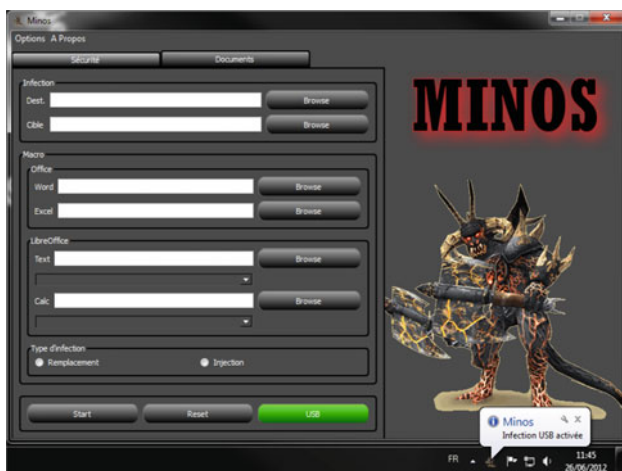 Minos
Options A Propos
Sécurité Documents
Infection
Dest. Browse
Cible Browse
Macro
Office
Word Browse
Excel Browse
LibreOffice
Text Browse
Calc Browse
Type d'infection
Remplacement Injection
Start Reset USB
MINOS
Minos
Infection USB activée
FR 11:45
26/06/2012